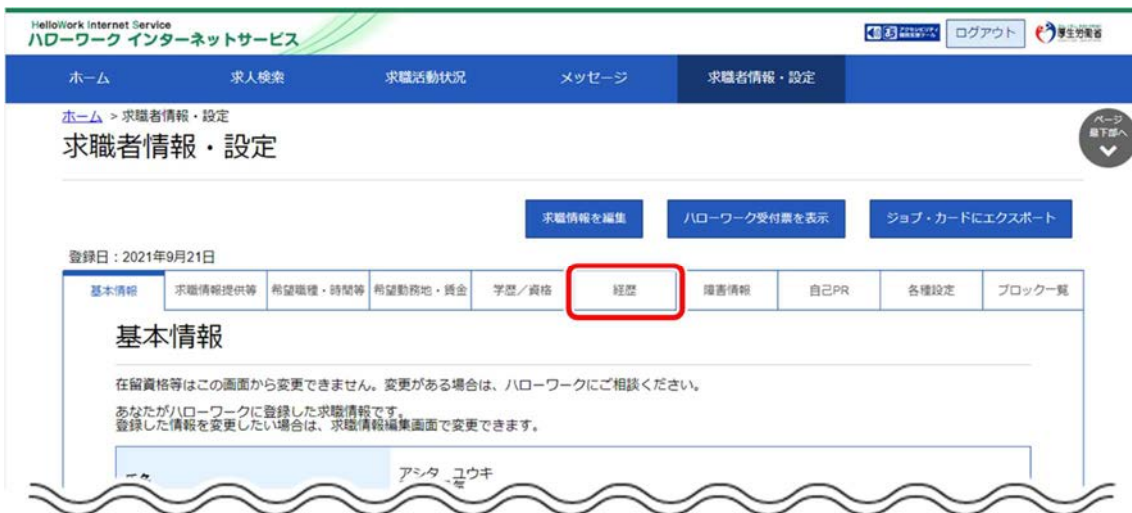 HelloWork Internet Service
ハローワーク インターネットサービス
ログアウト
厚生労働省
ホーム 求人検索 求職活動状況 メッセージ 求職者情報・設定
ホーム > 求職者情報・設定
ページ
最下部へ
求職者情報・設定
求職情報を編集 ハローワーク受付票を表示 ジョブ・カードにエクスポート
登録日：2021年9月21日
基本情報 求職情報提供等 希望職種・時間等 希望勤務地・賃金 学歴／資格 経歴 障害情報 自己PR 各種設定 ブロック一覧
基本情報
在留資格等はこの画面から変更できません。変更がある場合は、ハローワークにご相談ください。
あなたがハローワークに登録した求職情報です。
登録した情報を変更したい場合は、求職情報編集画面で変更できます。
アシタ ユウキ